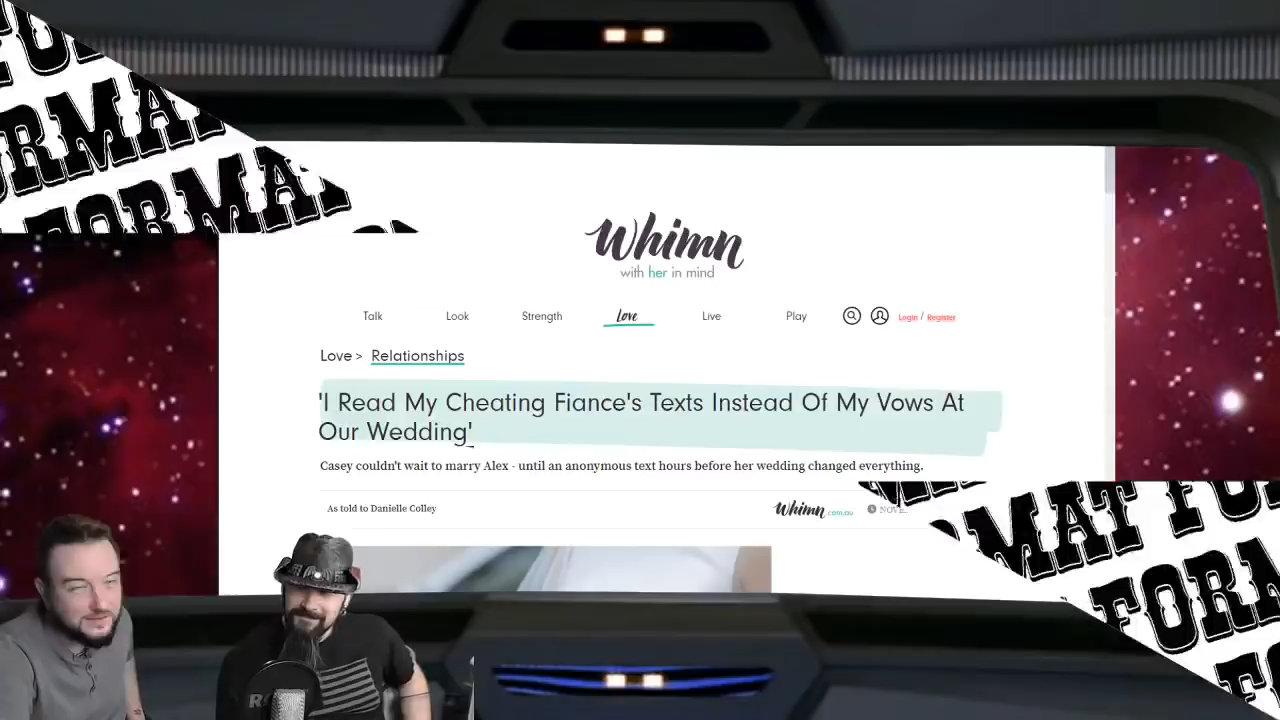 FORMAT
FORMAT
Whimn
with her in mind
Talk Look Strength Love Live Play Login / Register
Love > Relationships
'I Read My Cheating Fiance's Texts Instead Of My Vows At
Our Wedding'
Casey couldn't wait to marry Alex - until an anonymous text hours before her wedding changed everything.
As told to Danielle Colley
Whimn.com.au
FORMAT
FORMAT